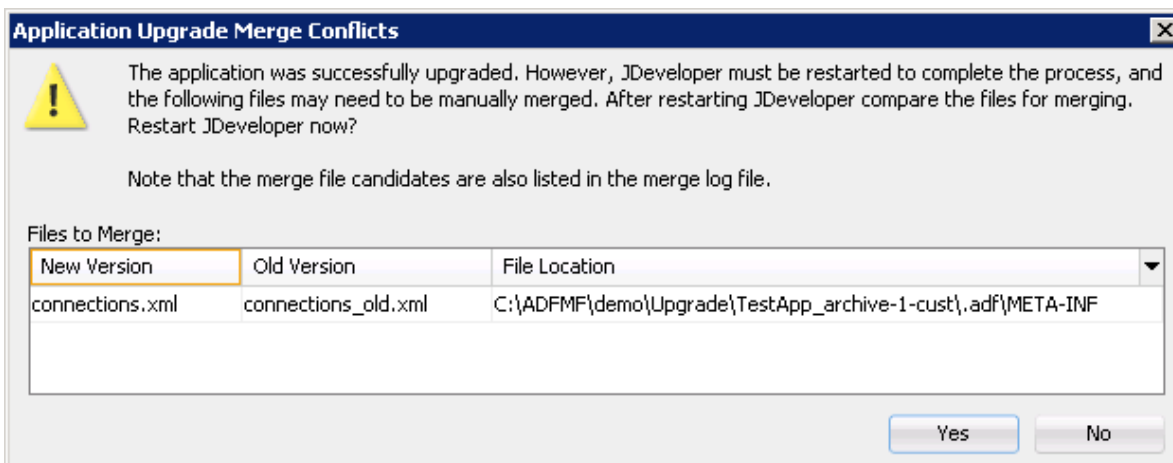 Application Upgrade Merge Conflicts
The application was successfully upgraded. However, JDeveloper must be restarted to complete the process, and
the following files may need to be manually merged. After restarting JDeveloper compare the files for merging.
Restart JDeveloper now?
Note that the merge file candidates are also listed in the merge log file.
Files to Merge:
New Version Old Version File Location
connections.xml connections_old.xml C:\ADFMF\demo\Upgrade\TestApp_archive-1-cust\.adf\META-INF
Yes No